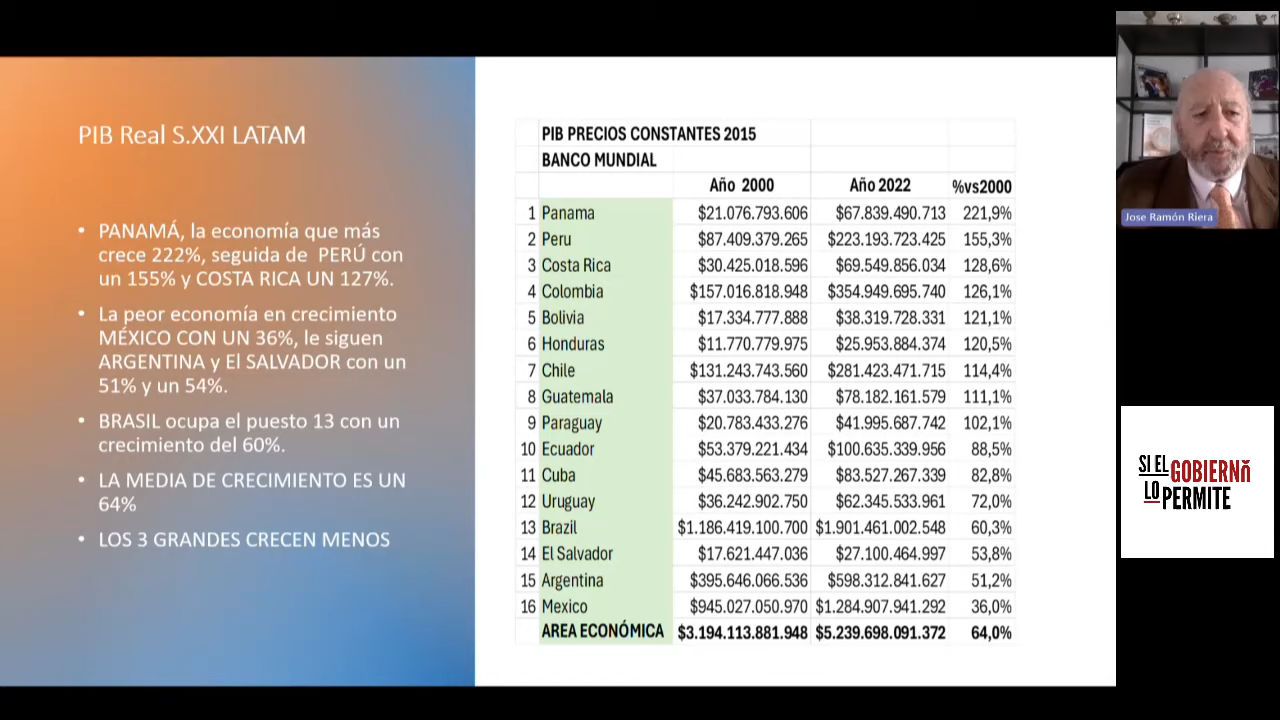 PIB Real S.XXI LATAM
• PANAMÁ, la economía que más
crece 222%, seguida de PERÚ con
un 155% y COSTA RICA UN 127%.
• La peor economía en crecimiento
MÉXICO CON UN 36%, le siguen
ARGENTINA y El SALVADOR con un
51% y un 54%.
• BRASIL ocupa el puesto 13 con un
crecimiento del 60%.
• LA MEDIA DE CRECIMIENTO ES UN
64%
• LOS 3 GRANDES CRECEN MENOS
PIB PRECIOS CONSTANTES 2015
BANCO MUNDIAL
Año 2000 Año 2022 %vs2000
1 Panama $21.076.793.606 $67.839.490.713 221,9%
2 Peru $87.409.379.265 $223.193.723.425 155,3%
3 Costa Rica $30.425.018.596 $69.549.856.034 128,6%
4 Colombia $157.016.818.948 $354.949.695.740 126,1%
5 Bolivia $17.334.777.888 $38.319.728.331 121,1%
6 Honduras $11.770.779.975 $25.953.884.374 120,5%
7 Chile $131.243.743.560 $281.423.471.715 114,4%
8 Guatemala $37.033.784.130 $78.182.161.579 111,1%
9 Paraguay $20.783.433.276 $41.995.687.742 102,1%
10 Ecuador $53.379.221.434 $100.635.339.956 88,5%
11 Cuba $45.683.563.279 $83.527.267.339 82,8%
12 Uruguay $36.242.902.750 $62.345.533.961 72,0%
13 Brazil $1.186.419.100.700 $1.901.461.002.548 60,3%
14 El Salvador $17.621.447.036 $27.100.464.997 53,8%
15 Argentina $395.646.066.536 $598.312.841.627 51,2%
16 Mexico $945.027.050.970 $1.284.907.941.292 36,0%
AREA ECONÓMICA $3.194.113.881.948 $5.239.698.091.372 64,0%
Jose Ramón Riera
SI EL GOBIERNñ
LO PERMITE